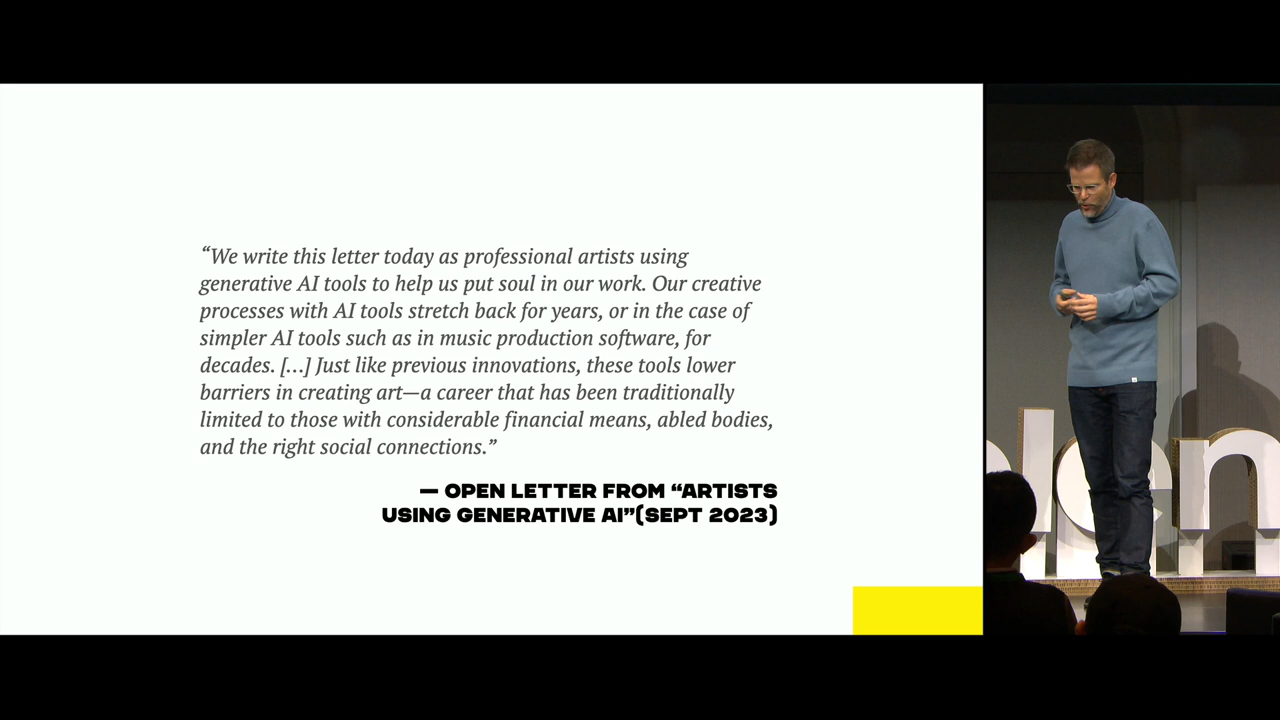 “We write this letter today as professional artists using
generative AI tools to help us put soul in our work. Our creative
processes with AI tools stretch back for years, or in the case of
simpler AI tools such as in music production software, for
decades. [...] Just like previous innovations, these tools lower
barriers in creating art—a career that has been traditionally
limited to those with considerable financial means, abled bodies,
and the right social connections.”
— OPEN LETTER FROM “ARTISTS
USING GENERATIVE AI”(SEPT 2023)